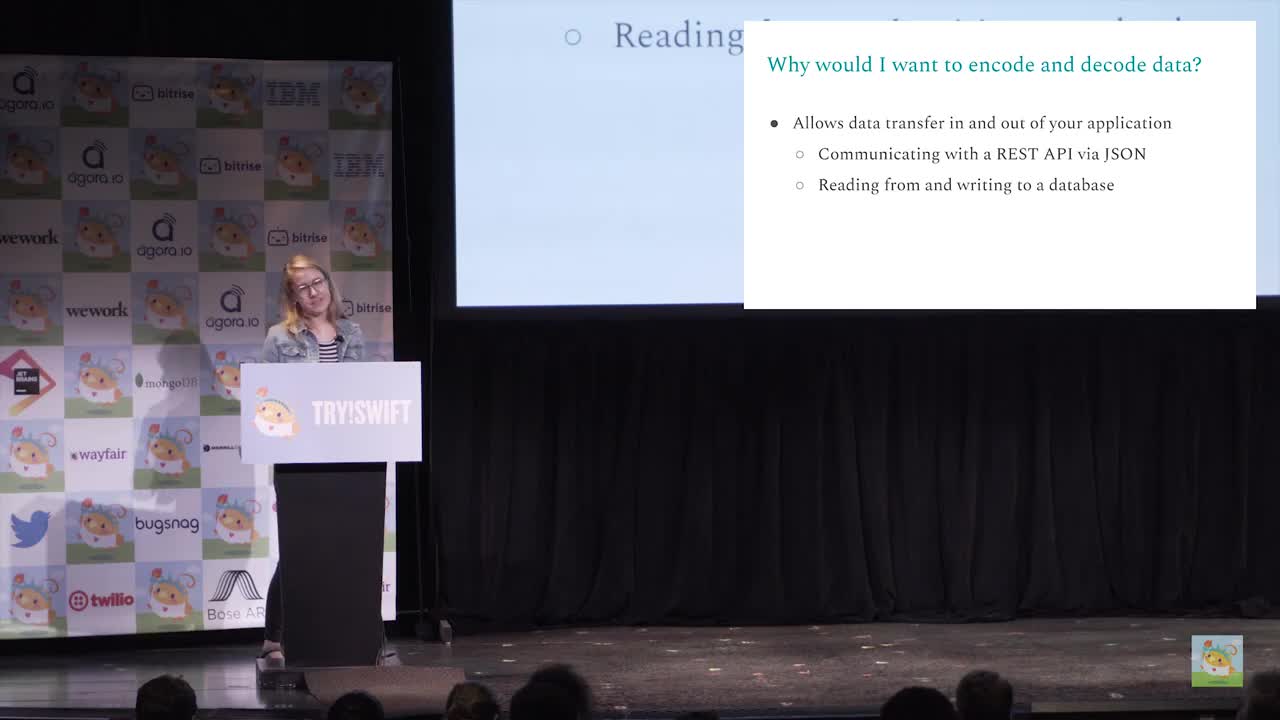 Reading
Why would I want to encode and decode data?
● Allows data transfer in and out of your application
○ Communicating with a REST API via JSON
○ Reading from and writing to a database
agora.io
bitrise
IBM
agora.io
bitrise
IBM
wework
agora.io
bitrise
wework
agora.io
bitrise
JET
BRAINS
mongoDB
TRY!SWIFT
wayfair
bugsnag
twilio
Bose AR